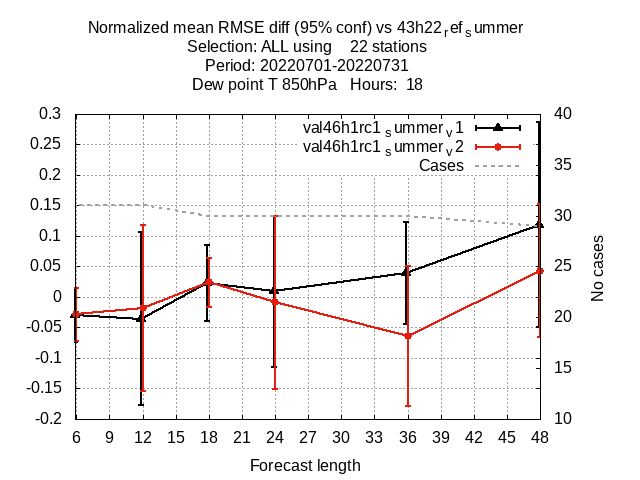 Normalized mean RMSE diff (95% conf) vs 43h22refsummer
Selection: ALL using 22 stations
Period: 20220701-20220731
Dew point T 850hPa Hours: 18
val46h1rc1summerv1
val46h1rc1summerv2
Cases
0.3
0.25
0.2
0.15
0.1
0.05
0
-0.05
-0.1
-0.15
-0.2
40
35
30
25
20
15
10
No cases
6 9 12 15 18 21 24 27 30 33 36 39 42 45 48
Forecast length